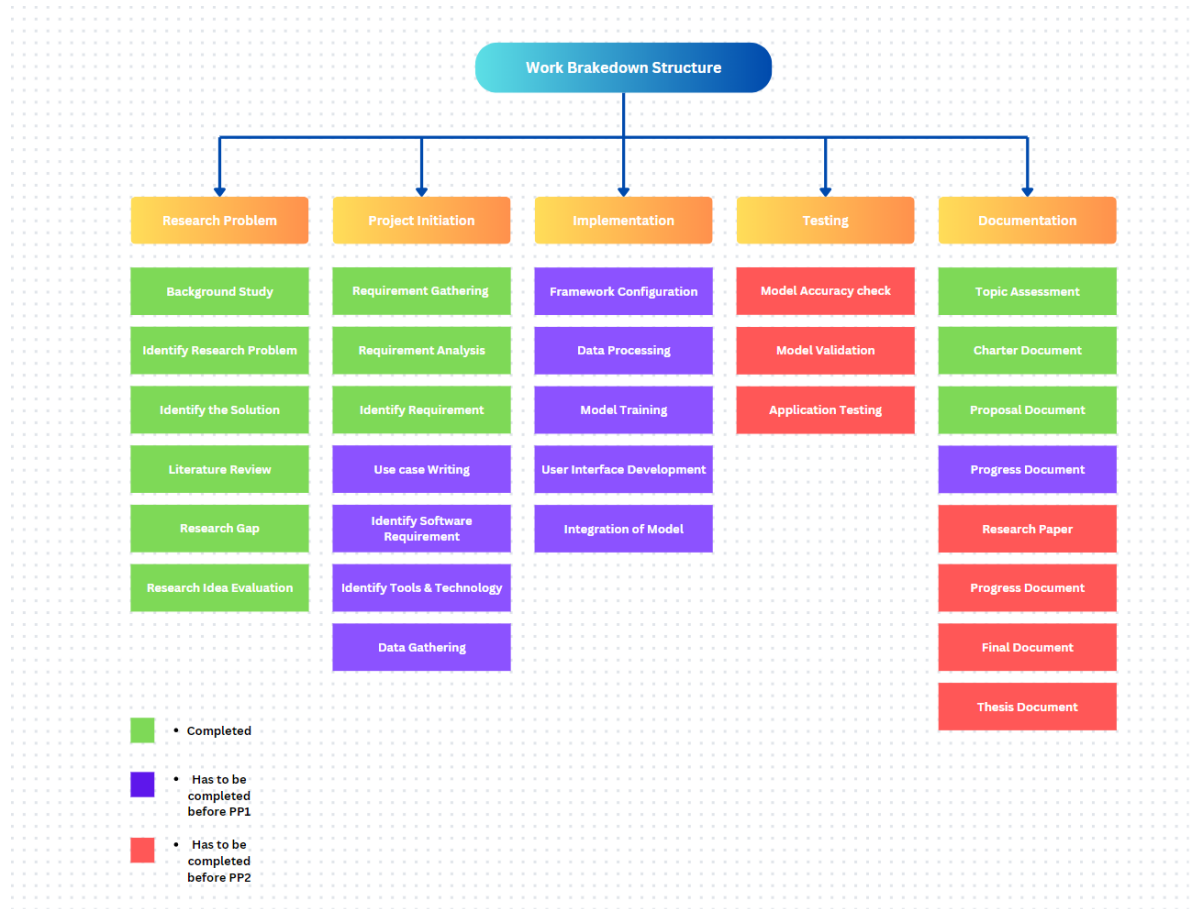 Work Brakedown Structure
Research Problem
Project Initiation
Implementation
Testing
Documentation
Background Study
Identify Research Problem
Identify the Solution
Literature Review
Research Gap
Research Idea Evaluation
Requirement Gathering
Requirement Analysis
Identify Requirement
Use case Writing
Identify Software
Requirement
Identify Tools & Technology
Data Gathering
Framework Configuration
Data Processing
Model Training
User Interface Development
Integration of Model
Model Accuracy check
Model Validation
Application Testing
Topic Assessment
Charter Document
Proposal Document
Progress Document
Research Paper
Progress Document
Final Document
Thesis Document
• Completed
• Has to be
completed
before PP1
• Has to be
completed
before PP2